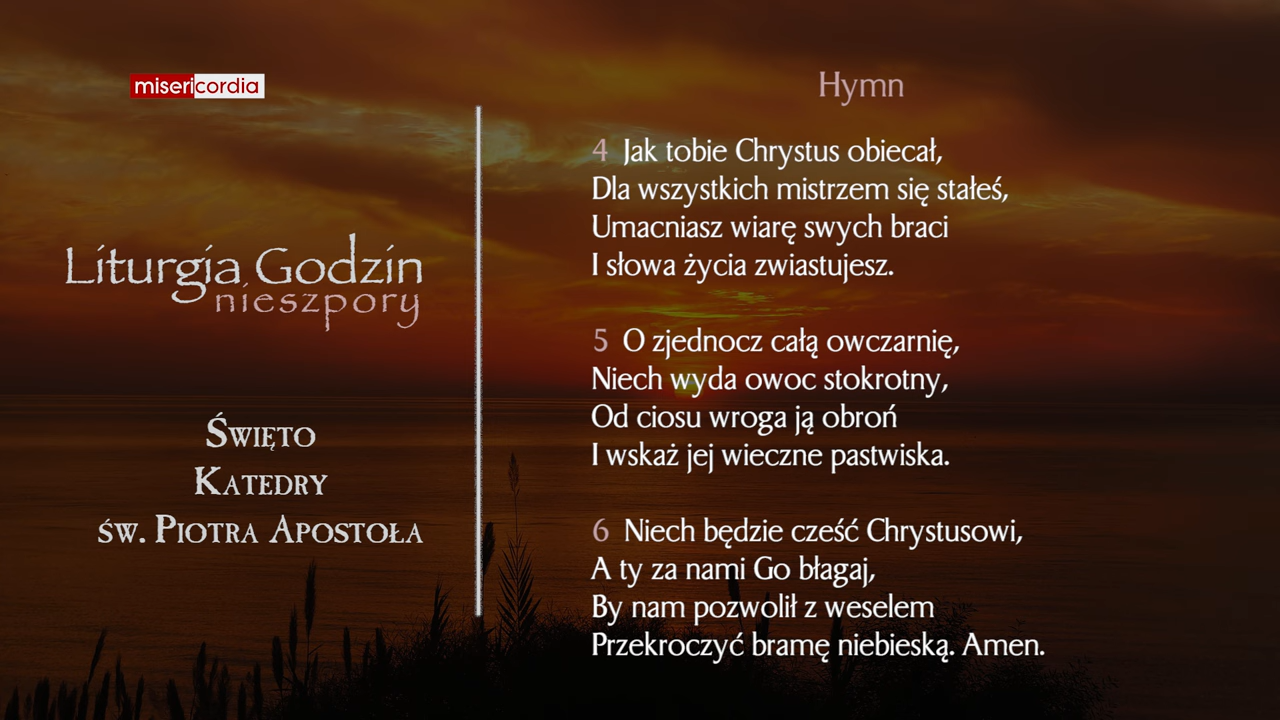 misericordia
Liturgia Godzin
nieszpory
Święto
Katedry
św. Piotra Apostoła
Hymn
4 Jak tobie Chrystus obiecał,
Dla wszystkich mistrzem się stałeś,
Umacniasz wiarę swych braci
I słowa życia zwiastujesz.
5 O zjednocz całą owczarnię,
Niech wyda owoc stokrotny,
Od ciosu wroga ją obroń
I wskaż jej wieczne pastwiska.
6 Niech będzie cześć Chrystusowi,
A ty za nami Go błagaj,
By nam pozwolił z weselem
Przekroczyć bramę niebieską. Amen.